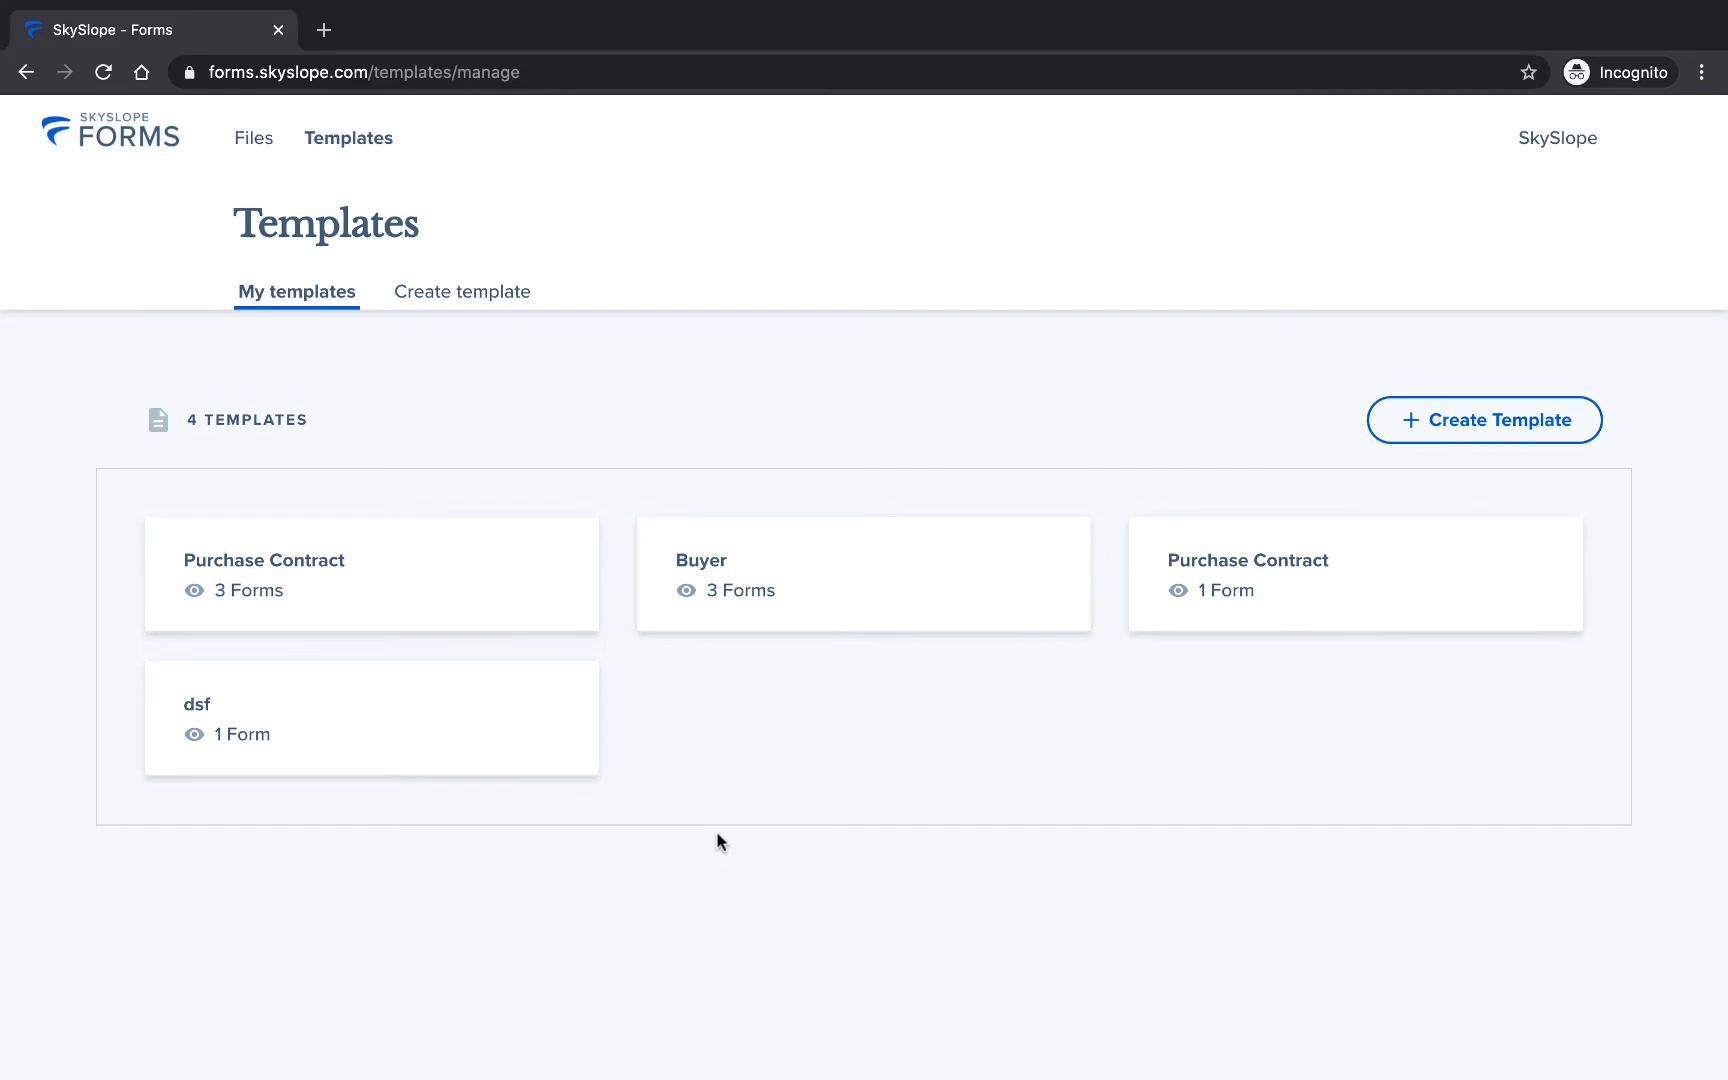 SkySlope - Forms
forms.skyslope.com/templates/manage
Incognito
SKYSLOPE
FORMS
Files
Templates
SkySlope
Templates
My templates
Create template
4 TEMPLATES
+ Create Template
Purchase Contract
3 Forms
Buyer
3 Forms
Purchase Contract
1 Form
dsf
1 Form